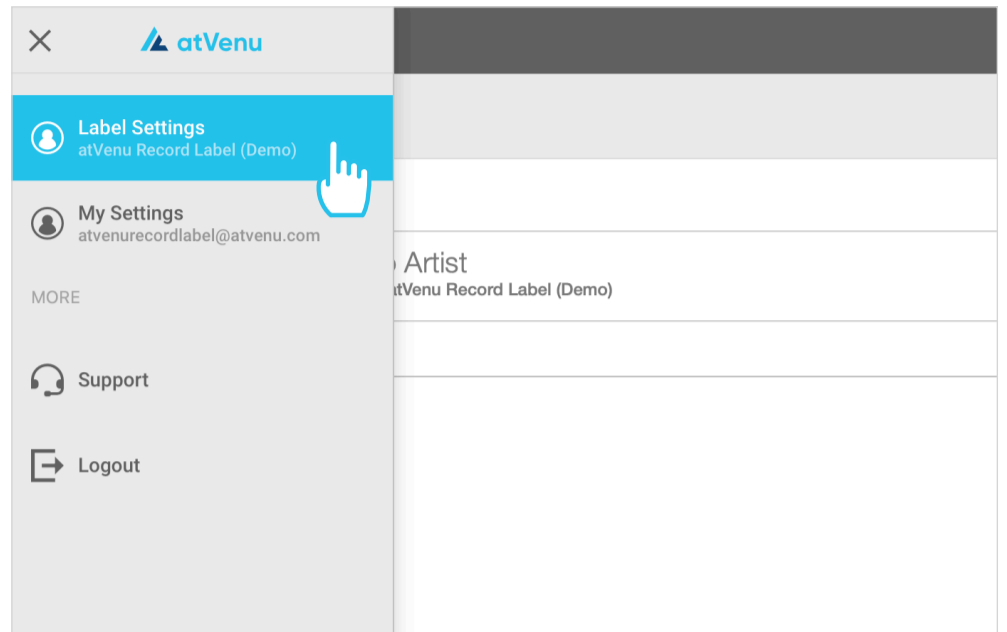 atVenu
Label Settings
atVenu Record Label (Demo)
My Settings
atvenurecordlabel@atvenu.com
MORE
Support
Logout
Artist
Record Label (Demo)